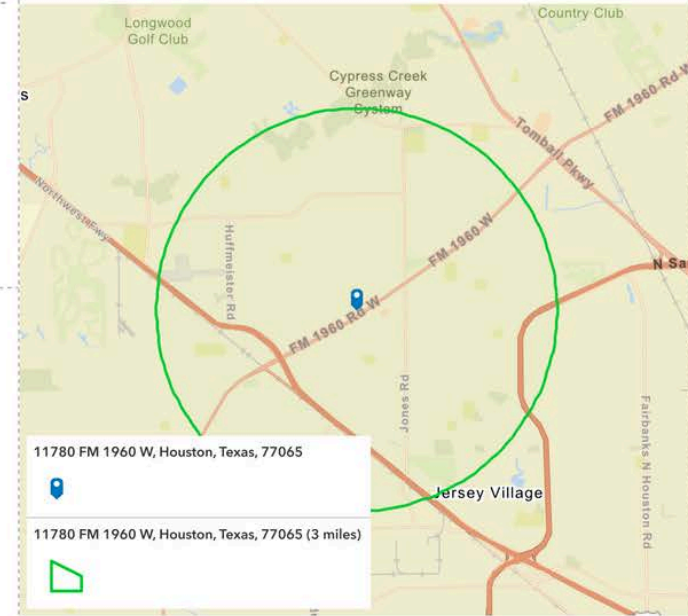 Longwood
Golf Club
Country Club
S
Cypress Creek
Greenway
System
FM 1960 Rd W
Tomball Pkwy
Northwest Fwy
Huffmeister Rd
FM 1960 W
N Sa
FM 1960 Rd W
Jones Rd
Fairbanks N Houston Rd
11780 FM 1960 W, Houston, Texas, 77065
Jersey Village
11780 FM 1960 W, Houston, Texas, 77065 (3 miles)